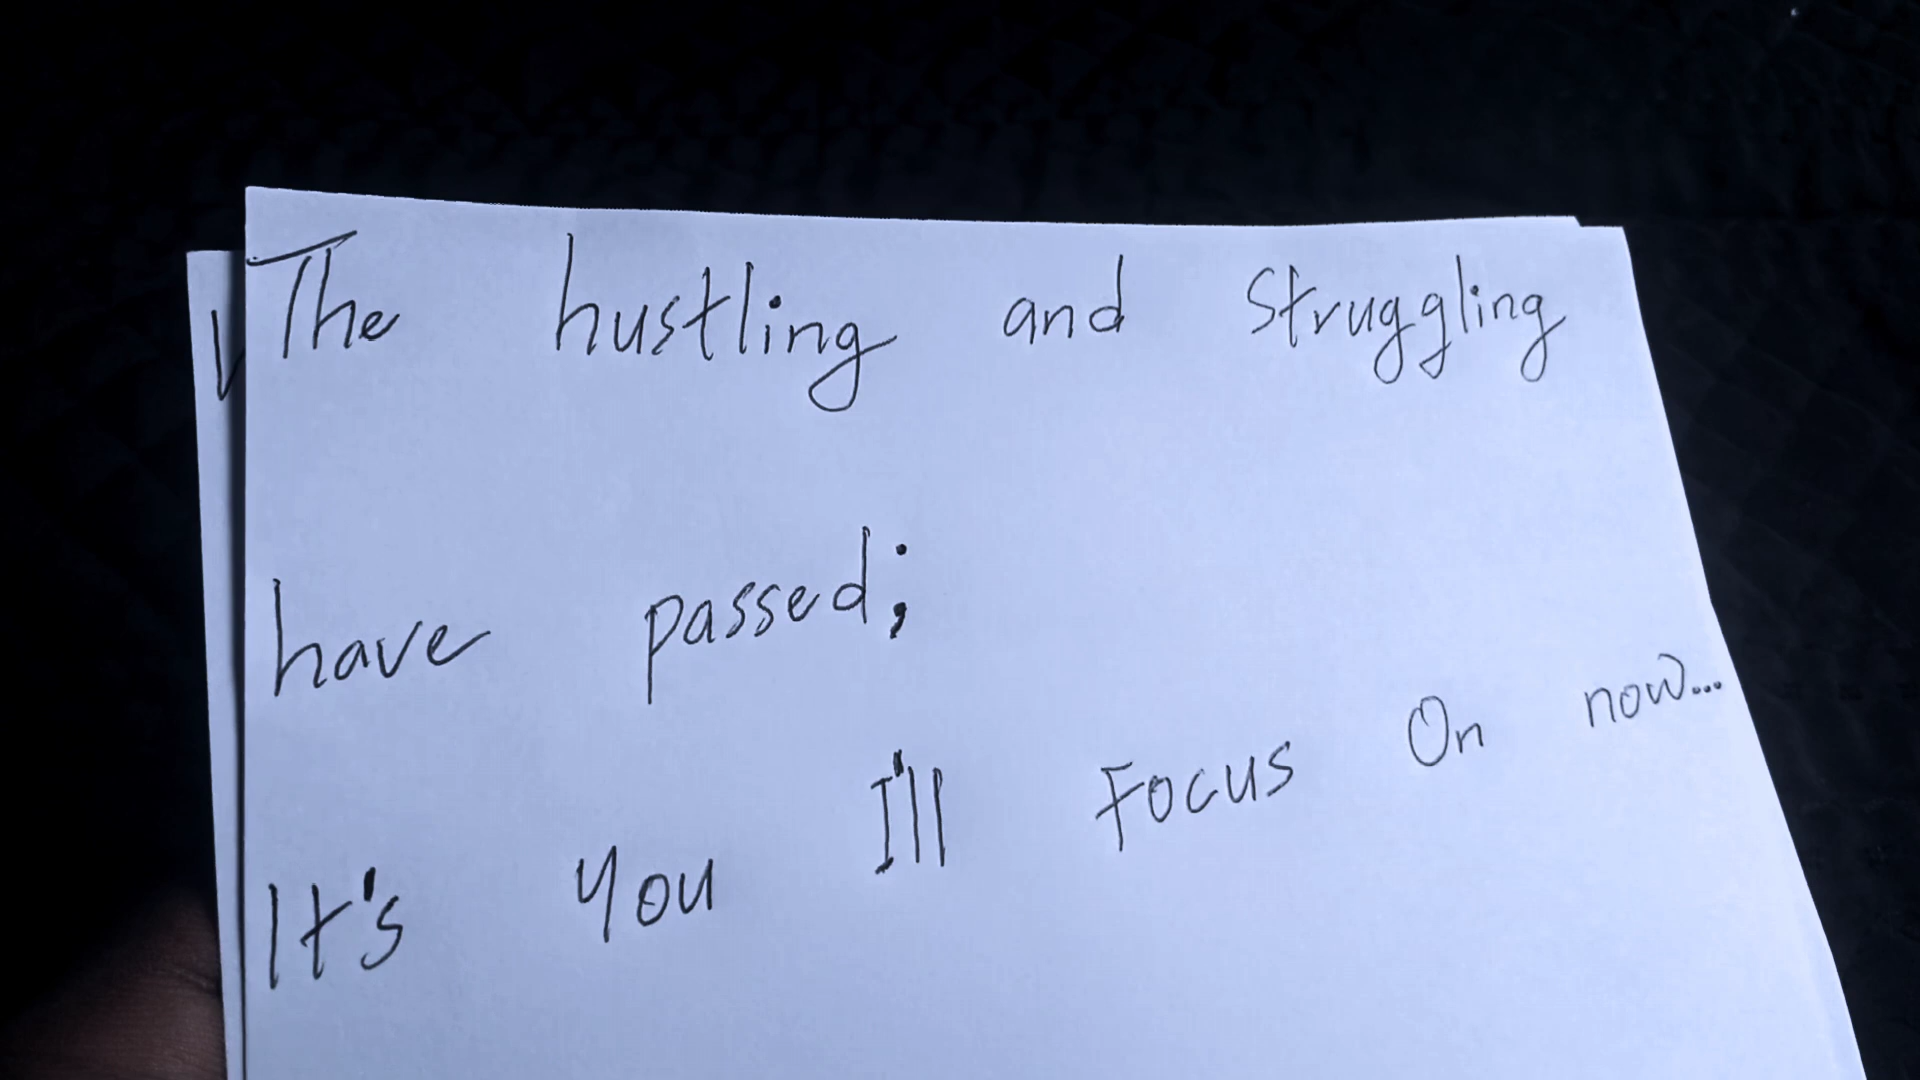 The hustling and struggling
have passed;
It's you I'll Focus On now...